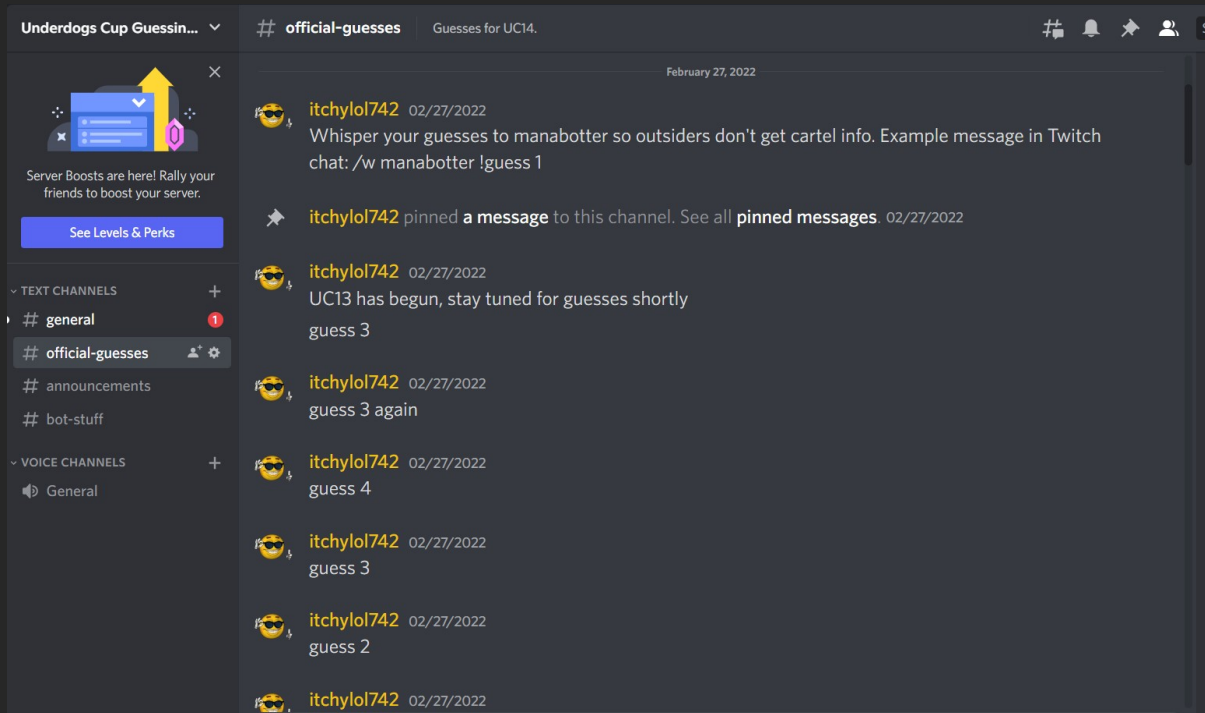 Underdogs Cup Guessin...
# official-guesses
Guesses for UC14.
Server Boosts are here! Rally your
friends to boost your server.
See Levels & Perks
TEXT CHANNELS
# general
1
# official-guesses
# announcements
# bot-stuff
VOICE CHANNELS
General
February 27, 2022
itchylol742 02/27/2022
Whisper your guesses to manabotter so outsiders don't get cartel info. Example message in Twitch
chat: /w manabotter !guess 1
itchylol742 pinned a message to this channel. See all pinned messages. 02/27/2022
itchylol742 02/27/2022
UC13 has begun, stay tuned for guesses shortly
guess 3
itchylol742 02/27/2022
guess 3 again
itchylol742 02/27/2022
guess 4
itchylol742 02/27/2022
guess 3
itchylol742 02/27/2022
guess 2
itchylol742 02/27/2022